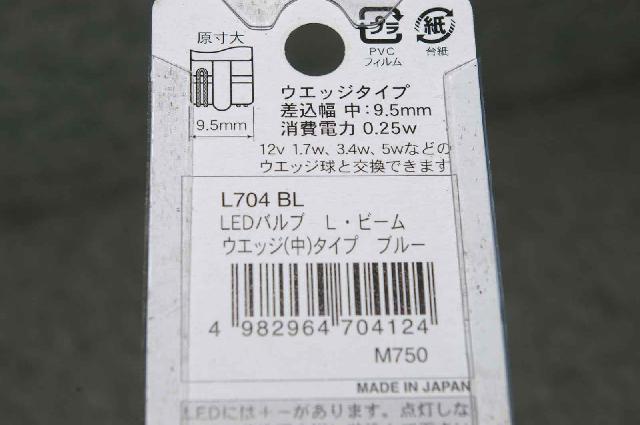 原寸大
9.5mm
プラ
PVC
フィルム
紙
台紙
ウエッジタイプ
差込幅 中:9.5mm
消費電力 0.25w
12v 1.7w、3.4w、5wなどの
ウエッジ球と交換できます
L704 BL
LEDバルブ L・ビーム
ウエッジ(中)タイプ ブルー
4 982964 704124
M750
MADE IN JAPAN
LEDには+-があります。点灯しな